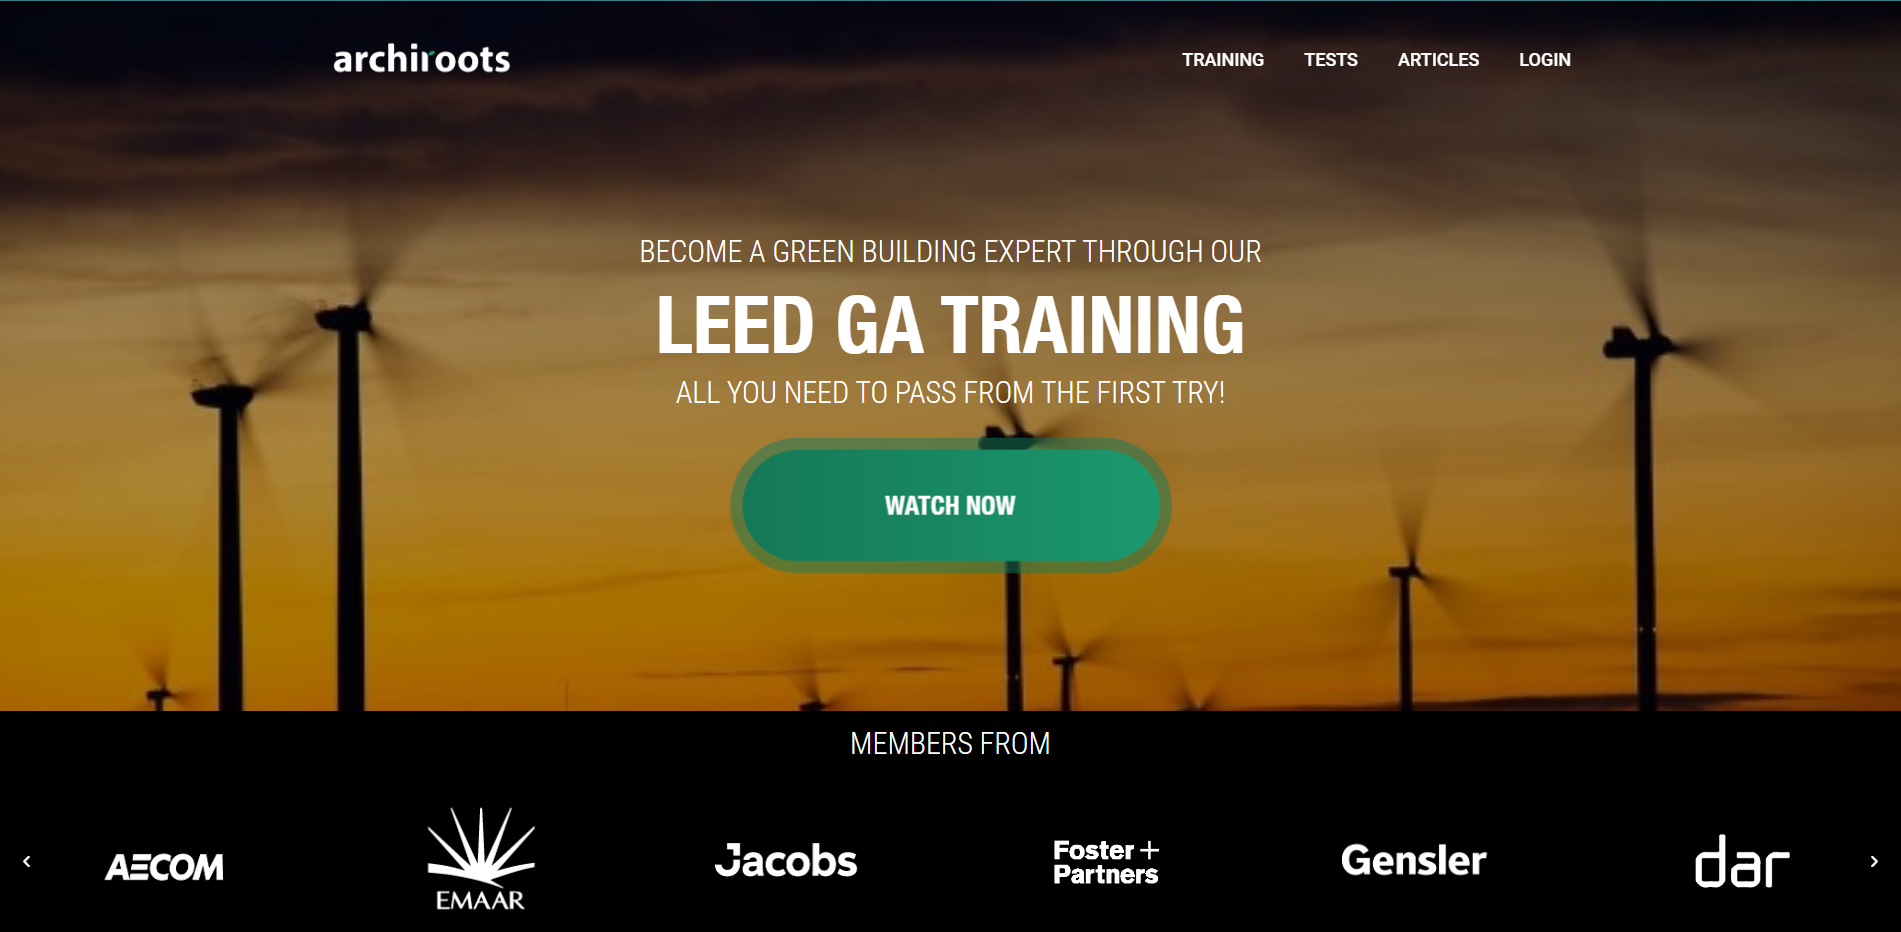 archiroots
TRAINING
TESTS
ARTICLES
LOGIN
BECOME A GREEN BUILDING EXPERT THROUGH OUR
LEED GA TRAINING
ALL YOU NEED TO PASS FROM THE FIRST TRY!
WATCH NOW
MEMBERS FROM
AECOM
EMAAR
Jacobs
Foster +
Partners
Gensler
dar